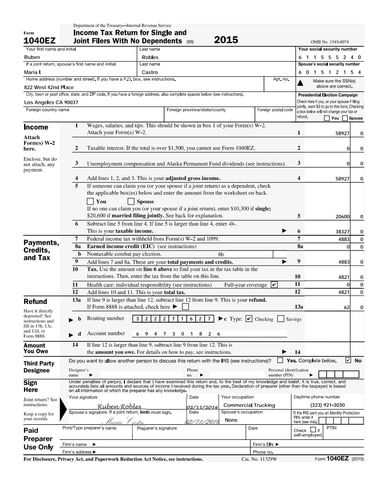 Department of the Treasury—Internal Revenue Service
Form 1040EZ
Income Tax Return for Single and Joint Filers With No Dependents (99)
2015
OMB No. 1545-0074
Your first name and initial Last name Your social security number
Ruben Robles 6 1 1 5 5 5 2 4 0
If a joint return, spouse's first name and initial Last name Spouse's social security number
Maria I Castro 6 0 1 5 1 2 1 5 4
Home address (number and street). If you have a P.O. box, see instructions. Apt. no.
Make sure the SSN(s) above are correct.
822 West 42nd Place
City, town or post office, state, and ZIP code. If you have a foreign address, also complete spaces below (see instructions).
Los Angeles CA 90037
Foreign country name Foreign province/state/county Foreign postal code
Presidential Election Campaign
Check here if you, or your spouse if filing jointly, want $3 to go to this fund. Checking a box below will not change your tax or refund.
You Spouse
Income
Attach Form(s) W-2 here.
Enclose, but do not attach, any payment.
1 Wages, salaries, and tips. This should be shown in box 1 of your Form(s) W-2. Attach your Form(s) W-2. 1 58927 0
2 Taxable interest. If the total is over $1,500, you cannot use Form 1040EZ. 2 0 0
3 Unemployment compensation and Alaska Permanent Fund dividends (see instructions). 3 0 0
4 Add lines 1, 2, and 3. This is your adjusted gross income. 4 58927 0
5 If someone can claim you (or your spouse if a joint return) as a dependent, check the applicable box(es) below and enter the amount from the worksheet on back.
You Spouse
If no one can claim you (or your spouse if a joint return), enter $10,300 if single; $20,600 if married filing jointly. See back for explanation. 5 20600 0
6 Subtract line 5 from line 4. If line 5 is larger than line 4, enter -0-. This is your taxable income. 6 38327 0
Payments, Credits, and Tax
7 Federal income tax withheld from Form(s) W-2 and 1099. 7 4883 0
8a Earned income credit (EIC) (see instructions) 8a 0 0
b Nontaxable combat pay election. 8b
9 Add lines 7 and 8a. These are your total payments and credits. 9 4883 0
10 Tax. Use the amount on line 6 above to find your tax in the tax table in the instructions. Then, enter the tax from the table on this line. 10 4821 0
11 Health care: individual responsibility (see instructions) Full-year coverage 11 0
12 Add lines 10 and 11. This is your total tax. 12 4821 0
Refund
Have it directly deposited! See instructions and fill in 13b, 13c, and 13d, or Form 8888.
13a If line 9 is larger than line 12, subtract line 12 from line 9. This is your refund. If Form 8888 is attached, check here 13a 62 0
b Routing number 3 2 2 2 7 1 6 2 7 c Type: Checking Savings
d Account number 6 9 4 7 3 0 1 8 2 6
Amount You Owe
14 If line 12 is larger than line 9, subtract line 9 from line 12. This is the amount you owe. For details on how to pay, see instructions. 14
Third Party Designee
Do you want to allow another person to discuss this return with the IRS (see instructions)? Yes. Complete below. No
Designee's name Phone no. Personal identification number (PIN)
Sign Here
Joint return? See instructions.
Keep a copy for your records.
Under penalties of perjury, I declare that I have examined this return and, to the best of my knowledge and belief, it is true, correct, and accurately lists all amounts and sources of income I received during the tax year. Declaration of preparer (other than the taxpayer) is based on all information of which the preparer has any knowledge.
Your signature Date Your occupation Daytime phone number
Ruben Robles 02/11/2016 Commercial Trucking (323) 921-3030
Spouse's signature. If a joint return, both must sign. Date Spouse's occupation If the IRS sent you an Identity Protection PIN, enter it here (see inst.)
Maria Castro 02/11/2016 None
Paid Preparer Use Only
Print/Type preparer's name Preparer's signature Date Check if self-employed PTIN
Firm's name Firm's EIN
Firm's address Phone no.
For Disclosure, Privacy Act, and Paperwork Reduction Act Notice, see instructions. Cat. No. 11329W Form 1040EZ (2015)